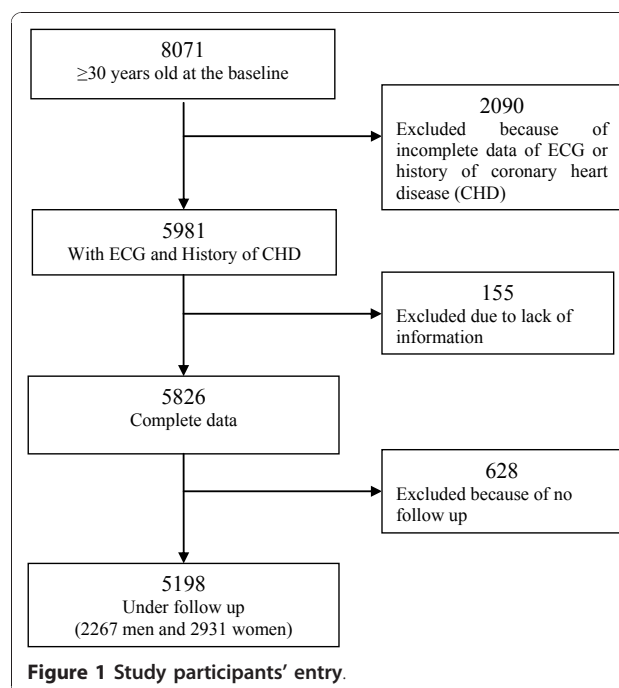 8071
≥30 years old at the baseline
2090
Excluded because of
incomplete data of ECG or
history of coronary heart
disease (CHD)
5981
With ECG and History of CHD
155
Excluded due to lack of
information
5826
Complete data
628
Excluded because of no
follow up
5198
Under follow up
(2267 men and 2931 women)
Figure 1 Study participants' entry.